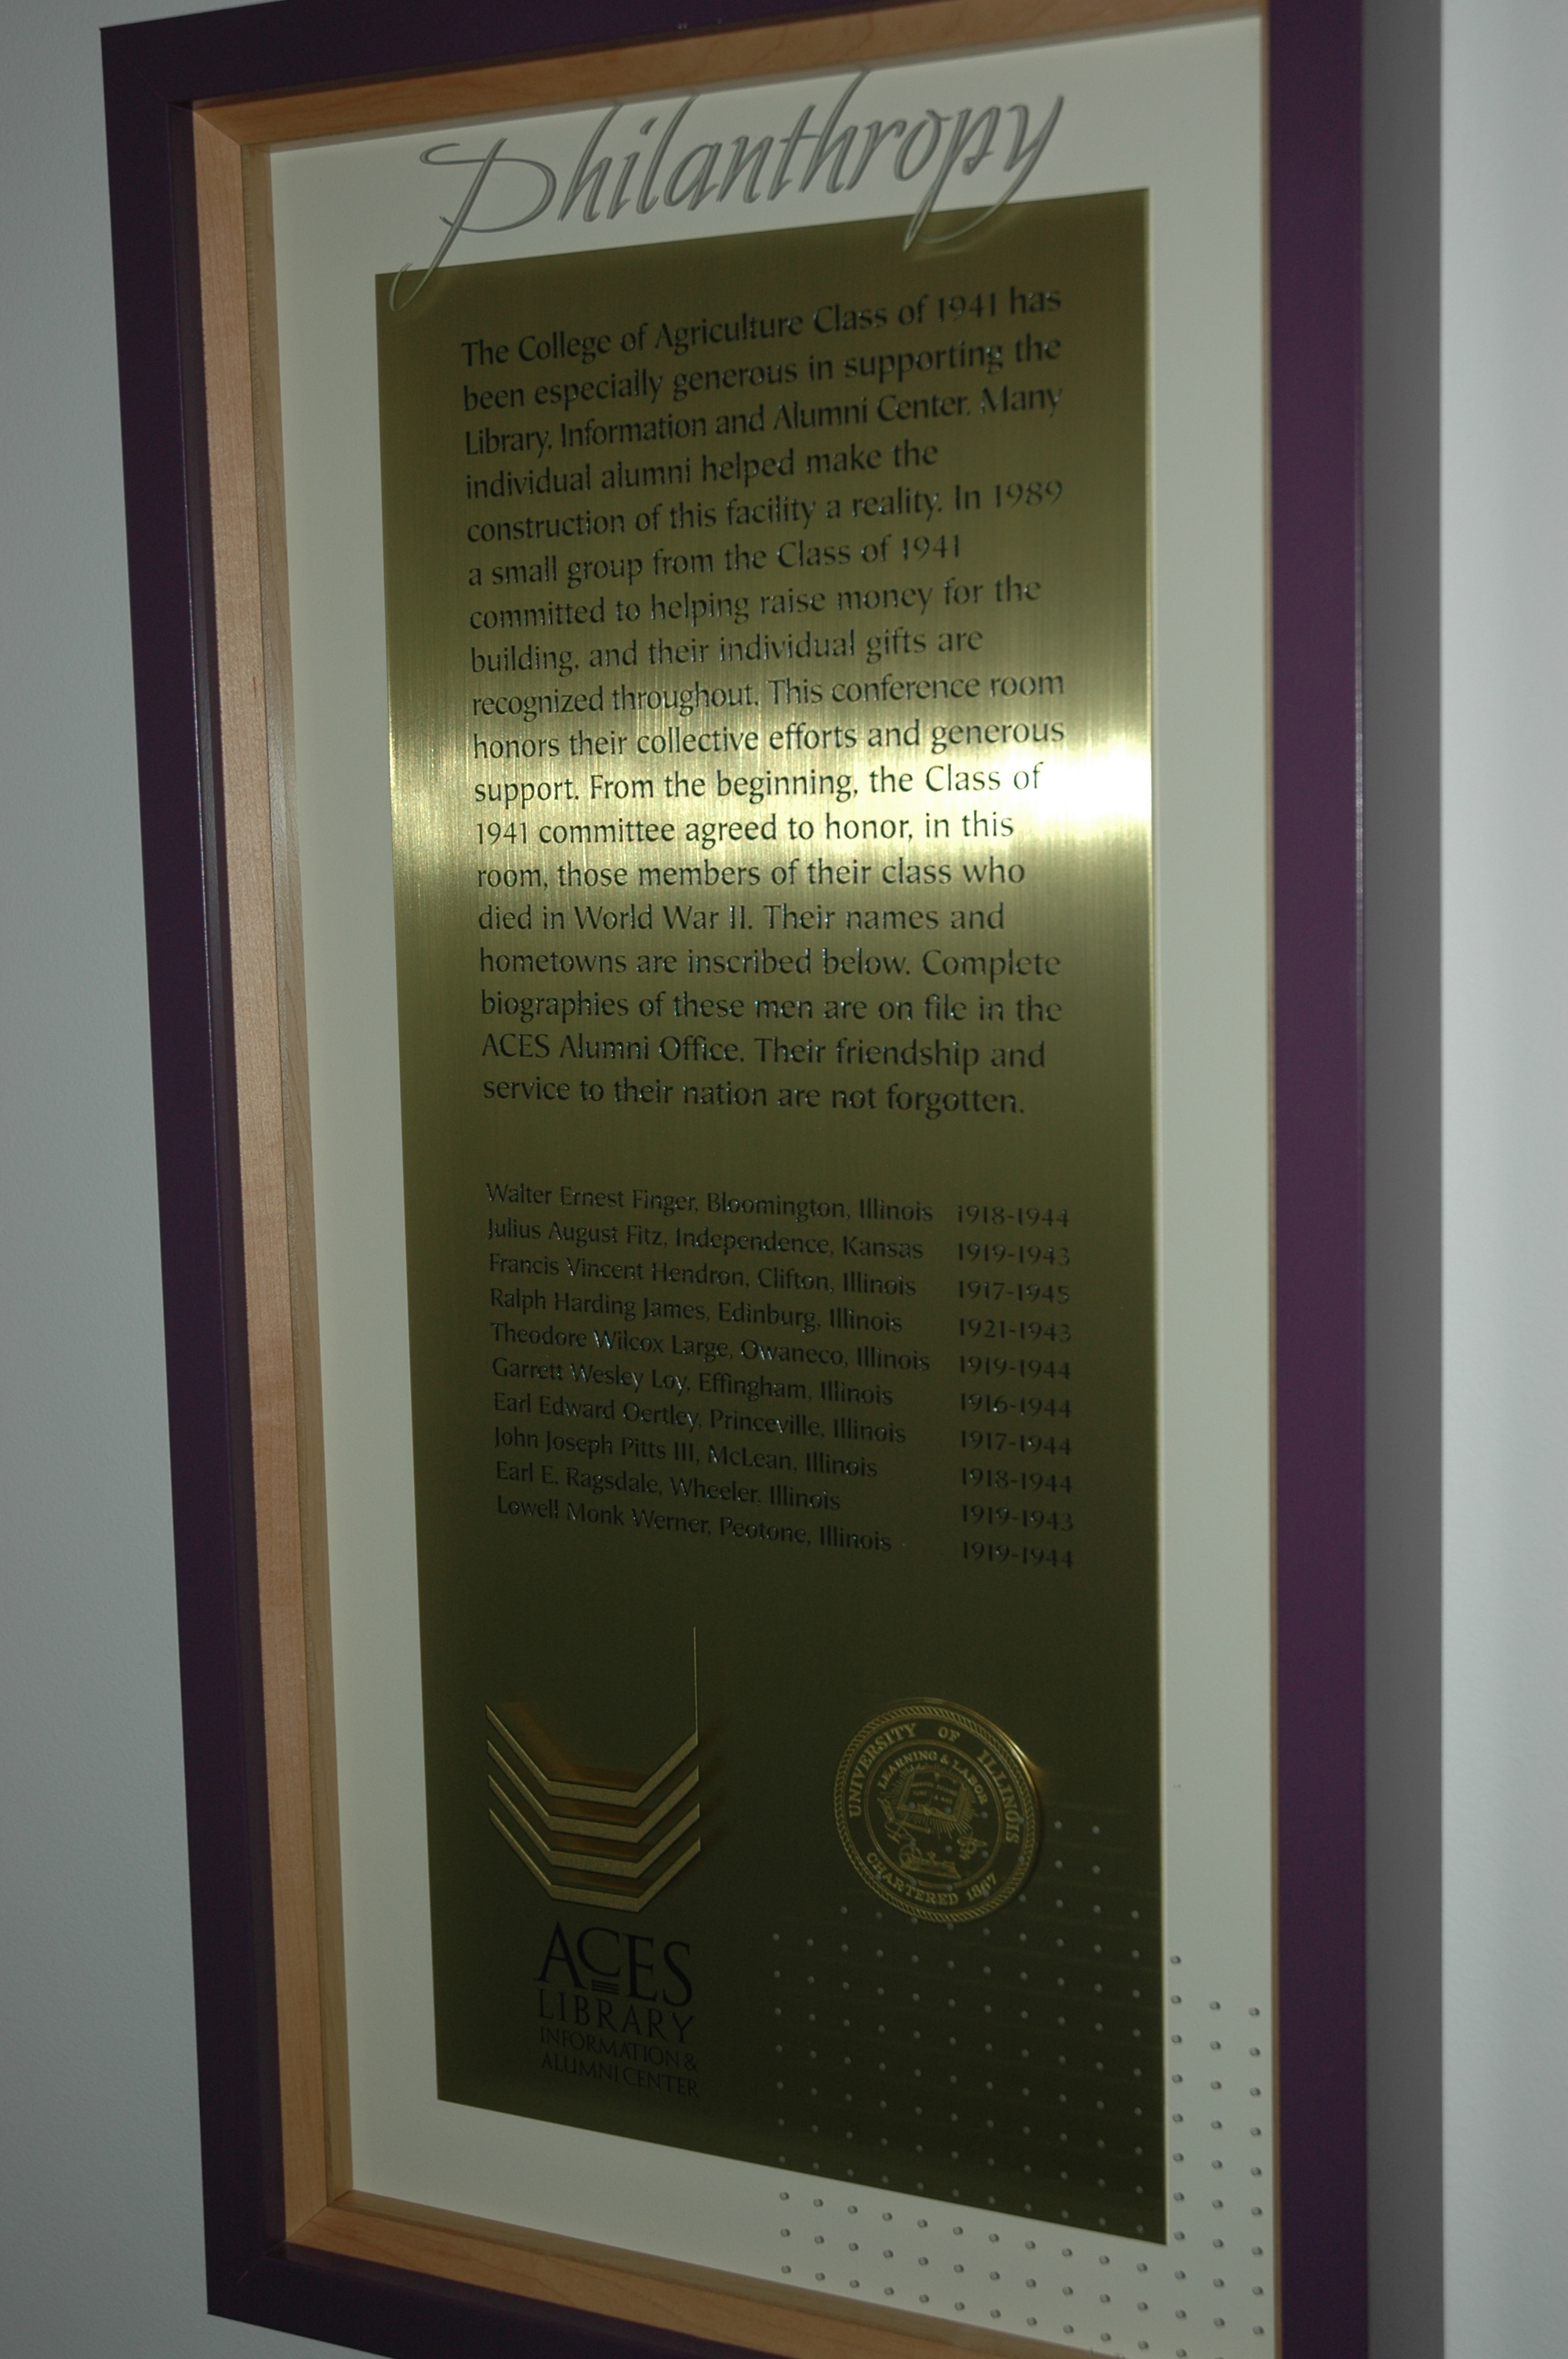 Philanthropy
The College of Agriculture Class of 1941 has
been especially generous in supporting the
Library, Information and Alumni Center. Many
individual alumni helped make the
construction of this facility a reality. In 1989
a small group from the Class of 1941
committed to helping raise money for the
building, and their individual gifts are
recognized throughout. This conference room
honors their collective efforts and generous
support. From the beginning, the Class of
1941 committee agreed to honor, in this
room, those members of their class who
died in World War II. Their names and
hometowns are inscribed below. Complete
biographies of these men are on file in the
ACES Alumni Office. Their friendship and
service to their nation are not forgotten.
Walter Ernest Finger, Bloomington, Illinois 1918-1944
Julius August Fitz, Independence, Kansas 1919-1943
Francis Vincent Hendron, Clifton, Illinois 1917-1945
Ralph Harding James, Edinburg, Illinois 1921-1943
Theodore Wilcox Large, Owaneco, Illinois 1919-1944
Garrett Wesley Loy, Effingham, Illinois 1916-1944
Earl Edward Oertley, Princeville, Illinois 1917-1944
John Joseph Pitts III, McLean, Illinois 1918-1944
Earl E. Ragsdale, Wheeler, Illinois 1919-1943
Lowell Monk Werner, Peotone, Illinois 1919-1944
UNIVERSITY OF ILLINOIS
LEARNING & LABOR
CHARTERED 1867
ACES
LIBRARY
INFORMATION &
ALUMNI CENTER